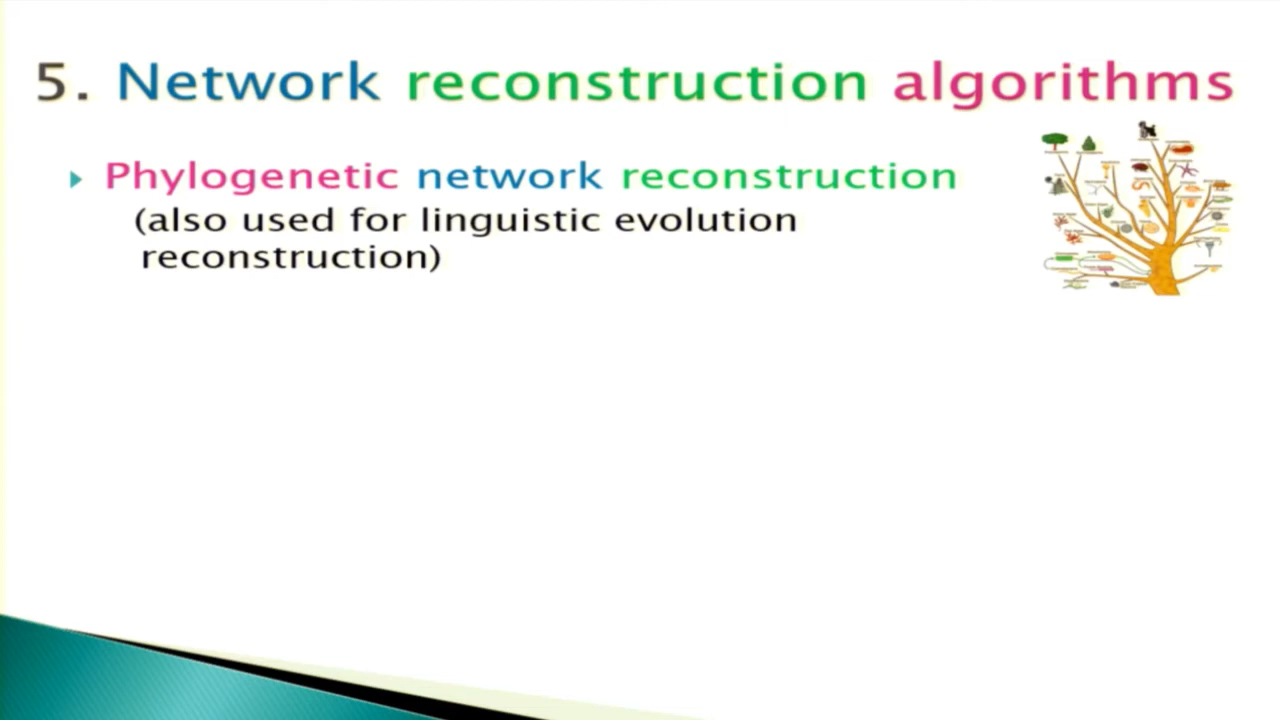 5. Network reconstruction algorithms
Phylogenetic network reconstruction
(also used for linguistic evolution
reconstruction)